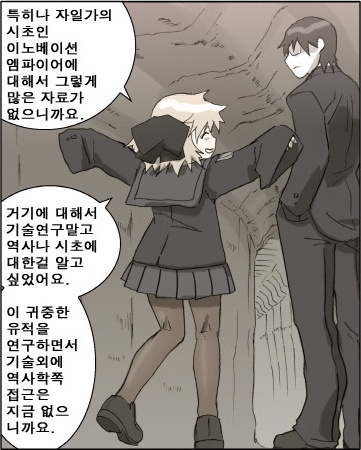 특히나 자일가의
시초인
이노베이션
엠파이어에
대해서 그렇게
많은 자료가
없으니까요.
거기에 대해서
기술연구말고
역사나 시초에
대한걸 알고
싶었어요.
이 귀중한
유적을
연구하면서
기술외에
역사학쪽
접근은
지금 없으
니까요.